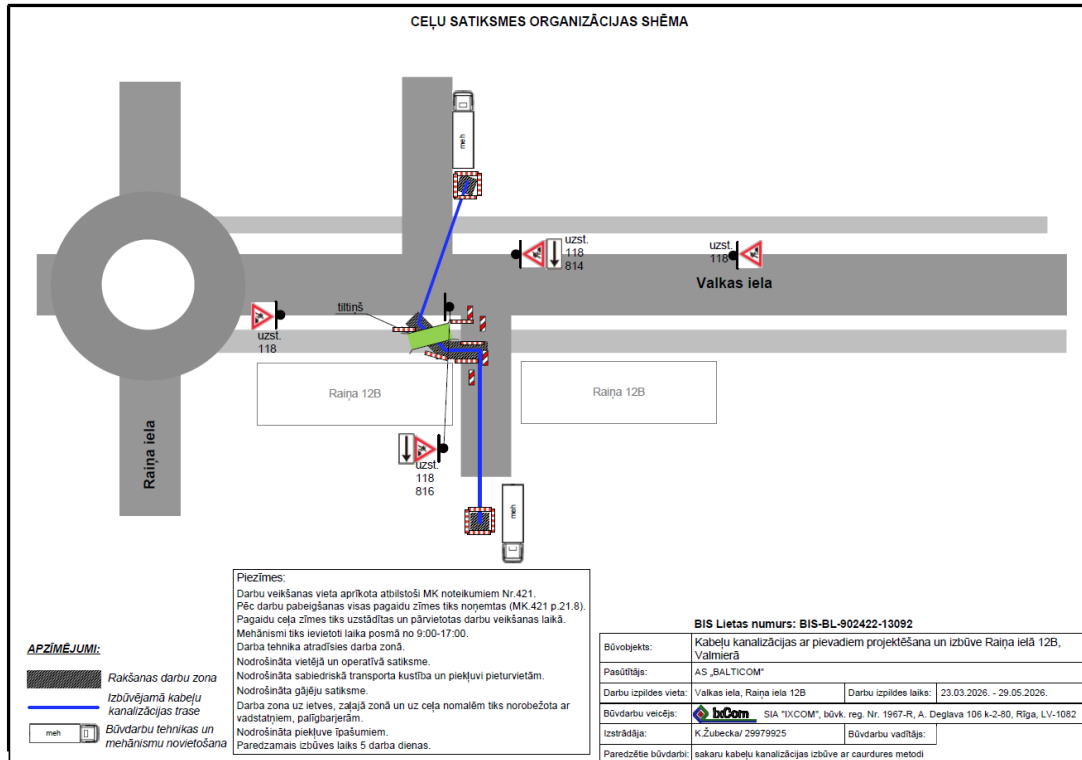 CEĻU SATIKSMES ORGANIZĀCIJAS SHĒMA
meh
uzst.
118
814
uzst.
118
Valkas iela
tiltiņš
uzst.
118
Raiņa 12B
Raiņa 12B
Raiņa iela
uzst.
118
816
meh
Piezīmes:
Darbu veikšanas vieta aprīkota atbilstoši MK noteikumiem Nr.421.
Pēc darbu pabeigšanas visas pagaidu zīmes tiks noņemtas (MK.421 p.21.8).
Pagaidu ceļa zīmes tiks uzstādītas un pārvietotas darbu veikšanas laikā.
Mehānismi tiks ievietoti laika posmā no 9:00-17:00.
Darba tehnika atradīsies darba zonā.
Nodrošināta vietējā un operatīvā satiksme.
Nodrošināta sabiedriskā transporta kustība un piekļuvi pieturvietām.
Nodrošināta gājēju satiksme.
Darba zona uz ietves, zaļajā zonā un uz ceļa nomalēm tiks norobežota ar
vadstatņiem, palīgbarjerām.
Nodrošināta piekļuve īpašumiem.
Paredzamais izbūves laiks 5 darba dienas.
APZĪMĒJUMI:
Rakšanas darbu zona
Izbūvējamā kabeļu
kanalizācijas trase
meh
Būvdarbu tehnikas un
mehānismu novietošana
BIS Lietas numurs: BIS-BL-902422-13092
Būvobjekts: Kabeļu kanalizācijas ar pievadiem projektēšana un izbūve Raiņa ielā 12B,
Valmierā
Pasūtītājs: AS „BALTICOM"
Darbu izpildes vieta: Valkas iela, Raiņa iela 12B Darbu izpildes laiks: 23.03.2026. - 29.05.2026.
Būvdarbu veicējs: IxCom SIA "IXCOM", būvk. reg. Nr. 1967-R, A. Deglava 106 k-2-80, Rīga, LV-1082
Izstrādāja: K.Žubecka/ 29979925 Būvdarbu vadītājs:
Paredzētie būvdarbi: sakaru kabeļu kanalizācijas izbūve ar caurdures metodi